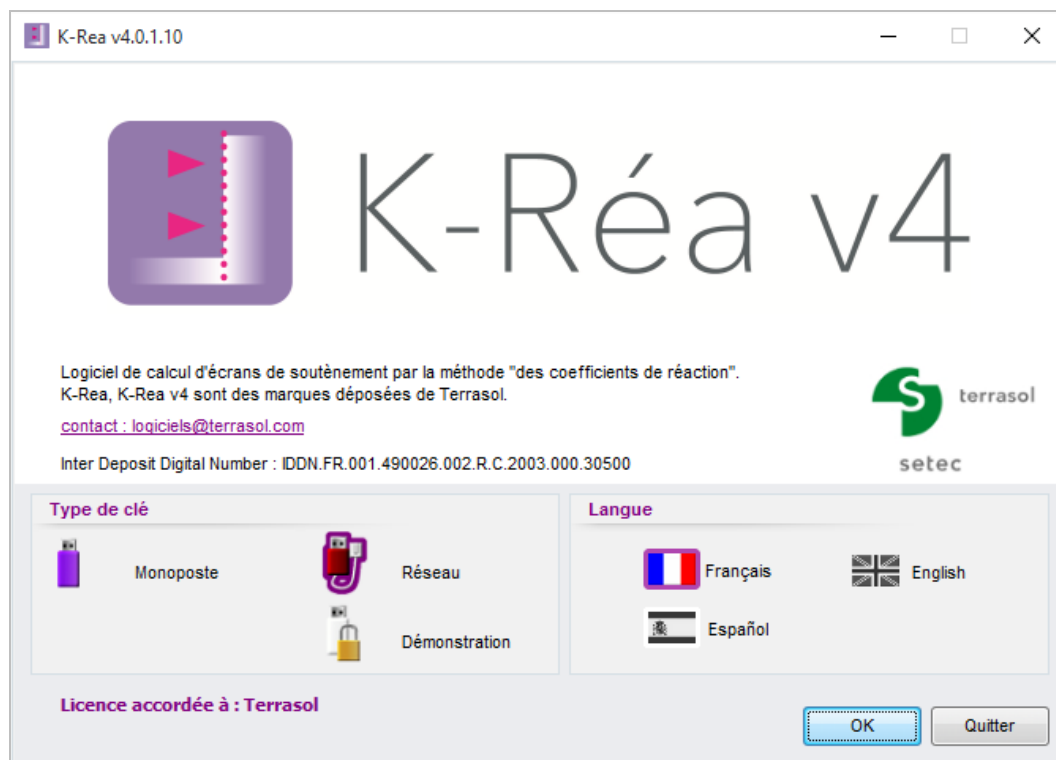 K-Rea v4.0.1.10
K-Réa v4
Logiciel de calcul d'écrans de soutènement par la méthode "des coefficients de réaction".
K-Rea, K-Rea v4 sont des marques déposées de Terrasol.
contact : logiciels@terrasol.com
Inter Deposit Digital Number : IDDN.FR.001.490026.002.R.C.2003.000.30500
terrasol
setec
Type de clé
Monoposte
Réseau
Démonstration
Langue
Français
English
Español
Licence accordée à : Terrasol
OK
Quitter